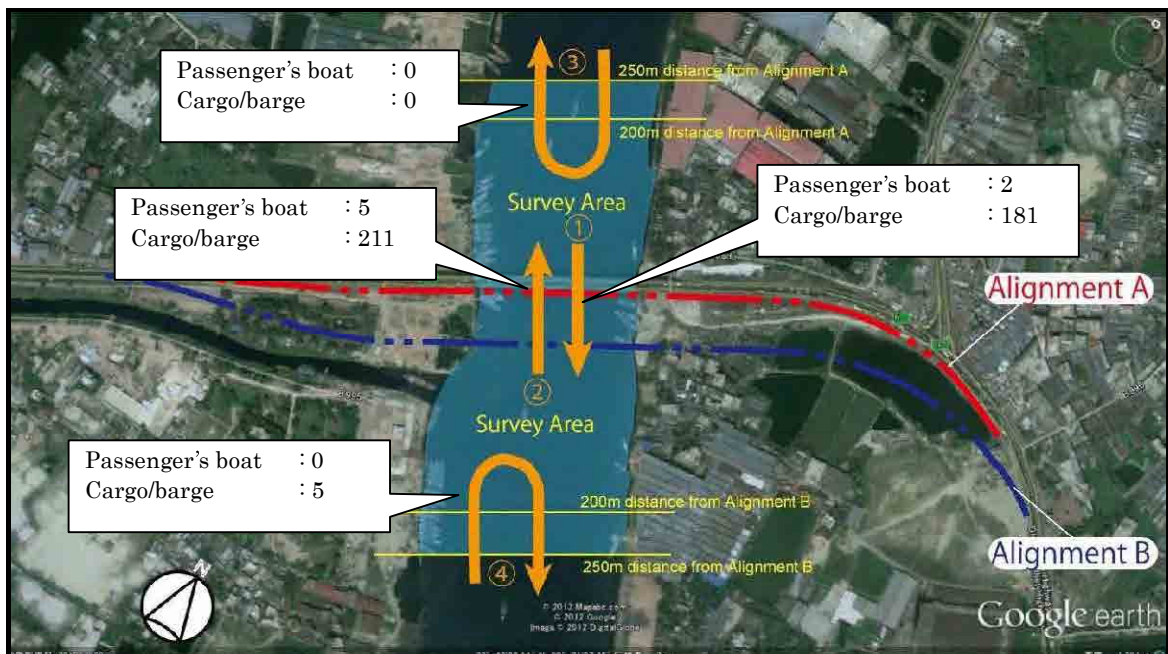 Passenger's boat : 0
Cargo/barge : 0
③
250m distance from Alignment A
200m distance from Alignment A
Passenger's boat : 5
Cargo/barge : 211
Survey Area
①
Passenger's boat : 2
Cargo/barge : 181
Alignment A
②
Survey Area
Passenger's boat : 0
Cargo/barge : 5
200m distance from Alignment B
250m distance from Alignment B
④
Alignment B
N
© 2012 Google
Image © 2012 DigitalGlobe
Google earth